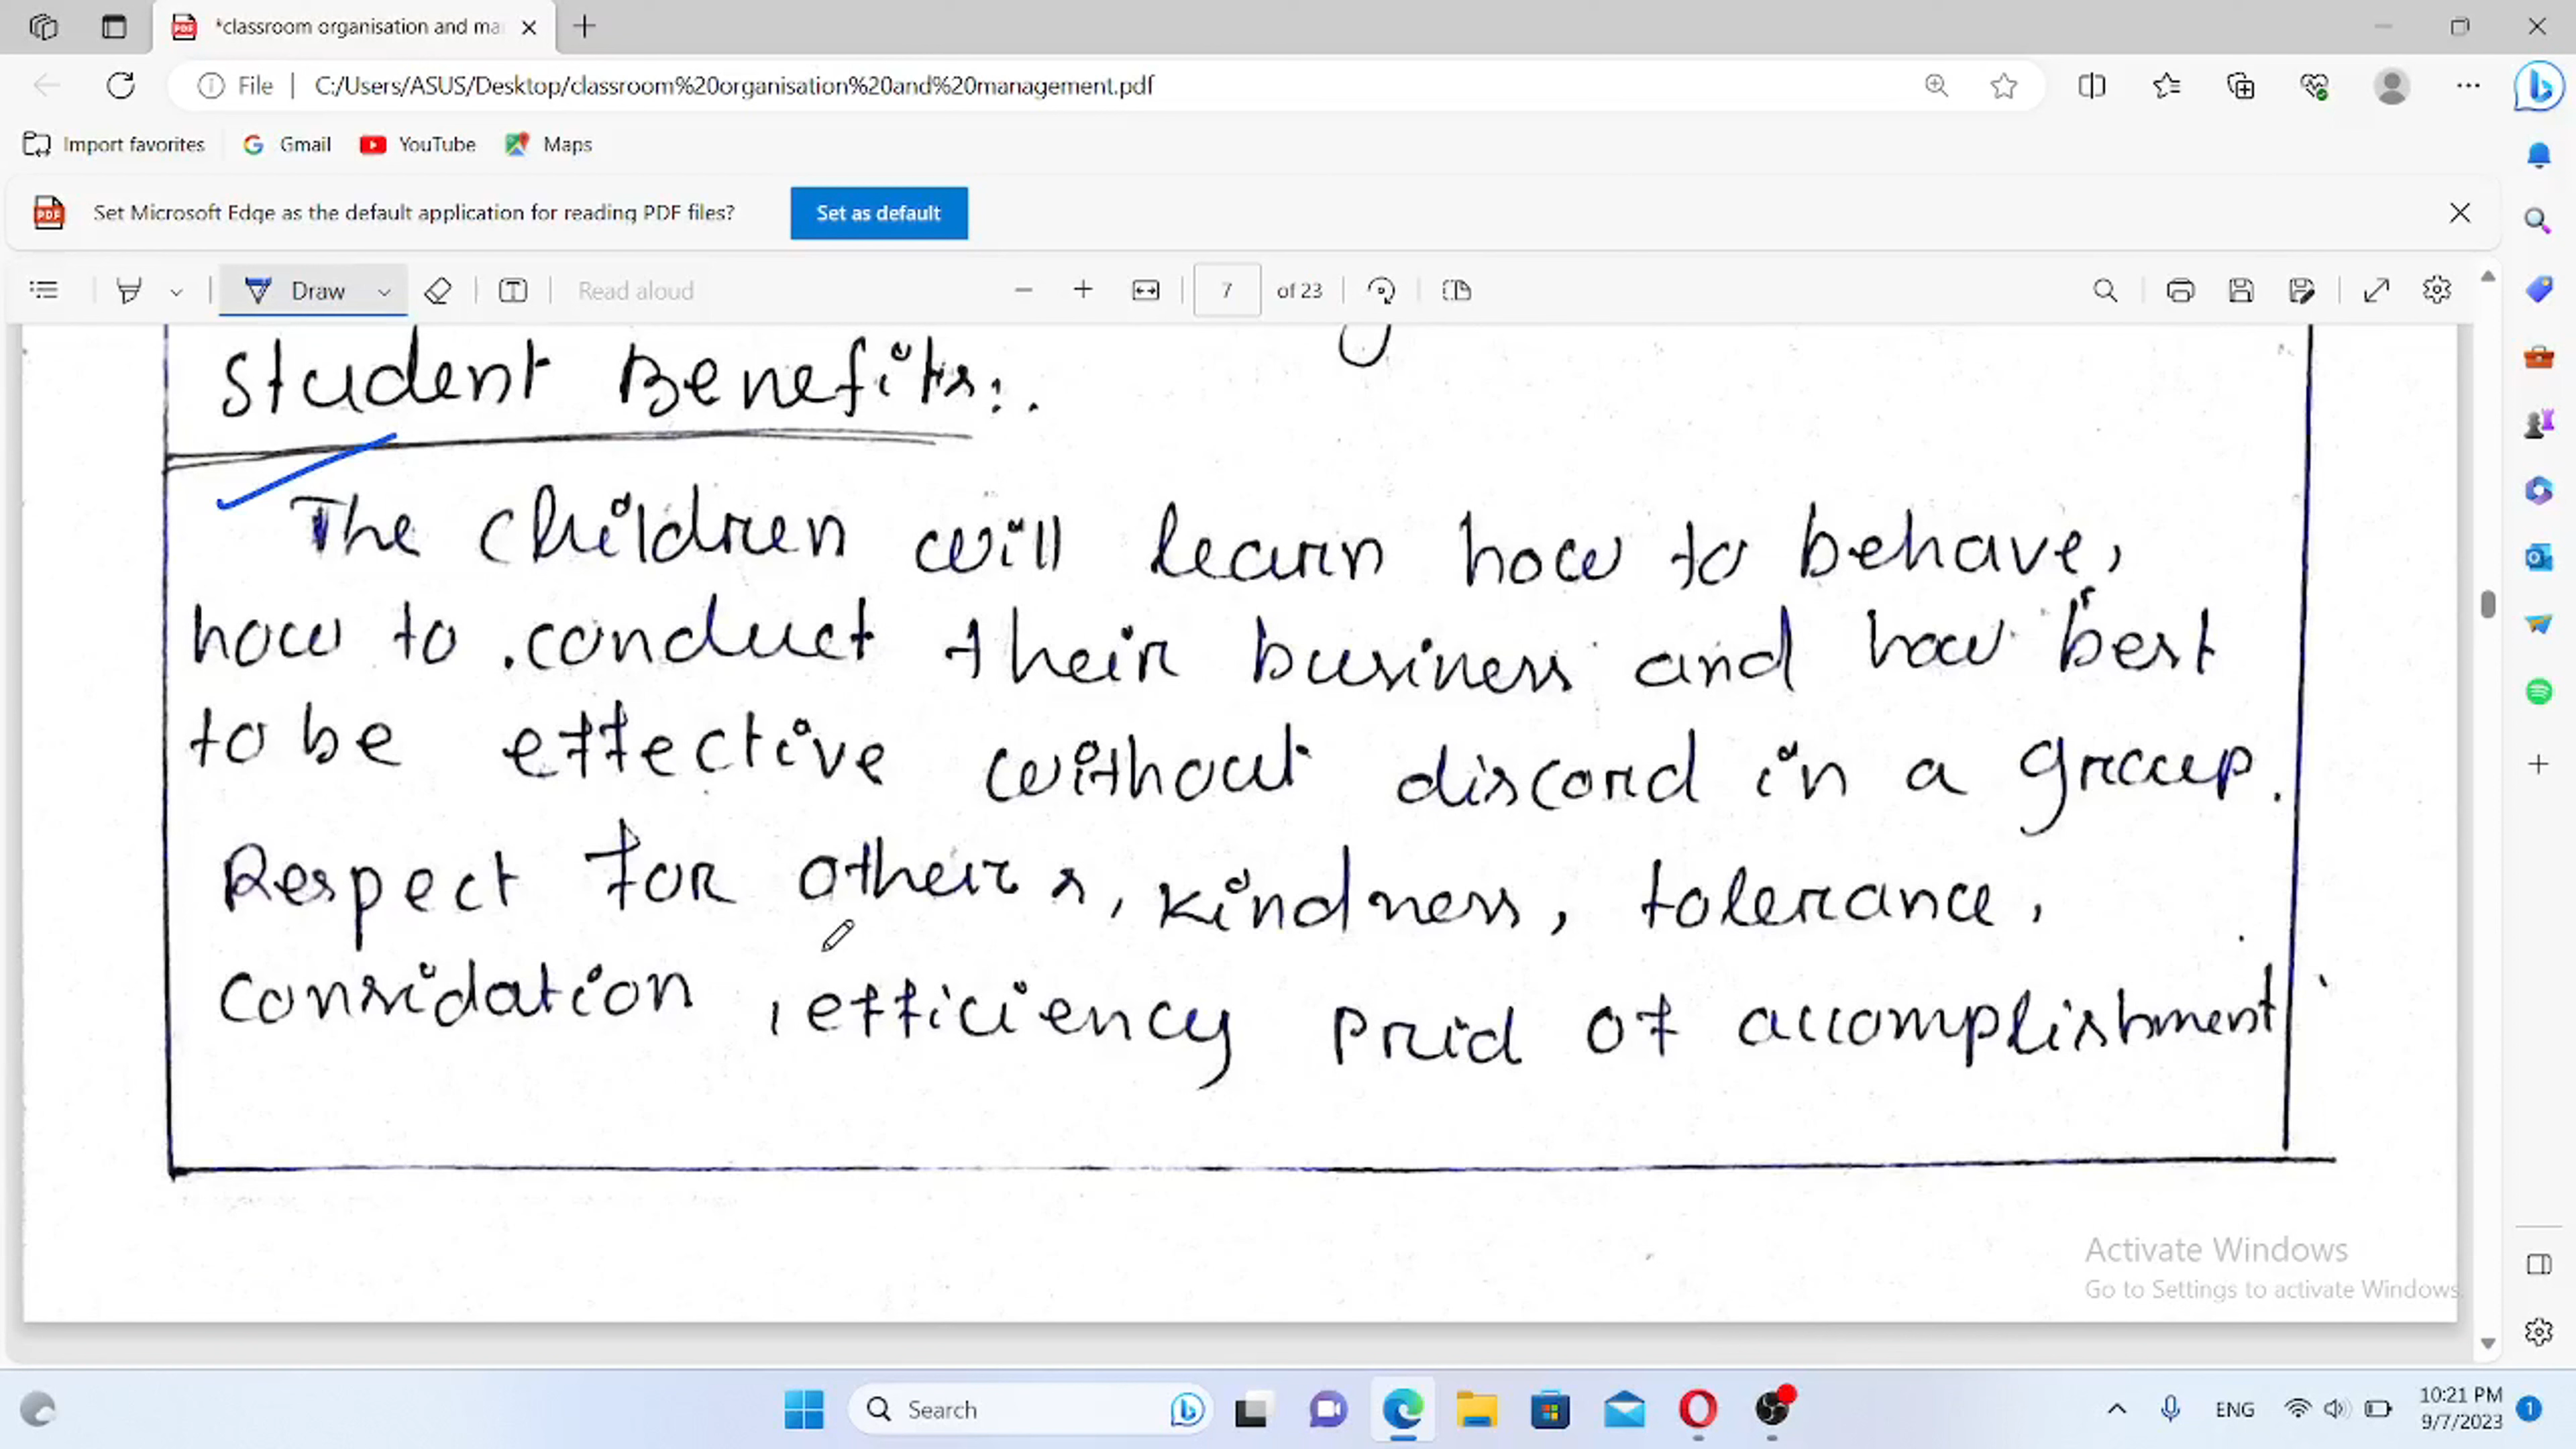 *classroom organisation and ma
File | C:/Users/ASUS/Desktop/classroom%20organisation%20and%20management.pdf
Import favorites Gmail YouTube Maps
Set Microsoft Edge as the default application for reading PDF files? Set as default
Draw Read aloud 7 of 23
Student Benefits:.
The children will learn how to behave,
how to .conduct their business and how best
to be effective without discord in a group.
Respect for others, kindness, tolerance,
Considation, efficiency Prid of accomplishment
Activate Windows
Go to Settings to activate Windows.
Search
ENG
10:21 PM
9/7/2023
1